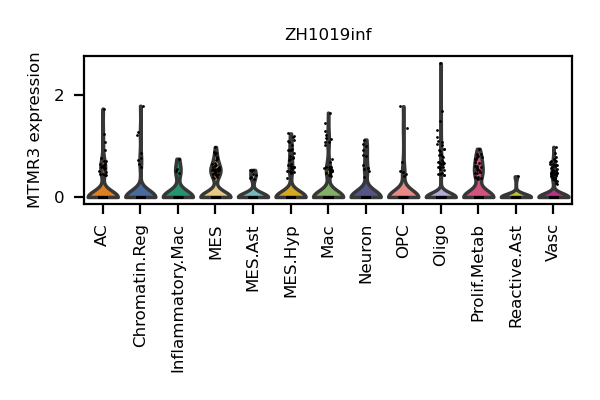 ZH1019inf
MTMR3 expression
2
0
AC
Chromatin.Reg
Inflammatory.Mac
MES
MES.Ast
MES.Hyp
Mac
Neuron
OPC
Oligo
Prolif.Metab
Reactive.Ast
Vasc